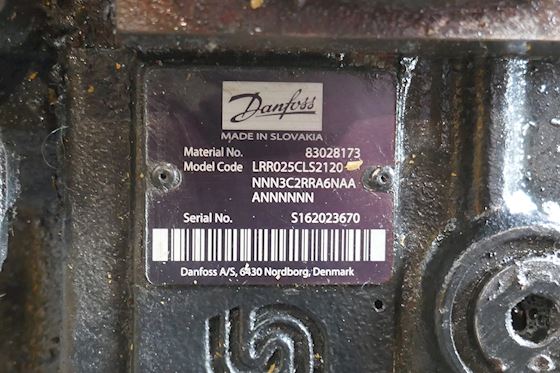 Danfoss
MADE IN SLOVAKIA
Material No. 83028173
Model Code LRR025CLS2120
NNN3C2RRA6NAA
ANNNNNN
Serial No. S162023670
Danfoss A/S, 6430 Nordborg, Denmark